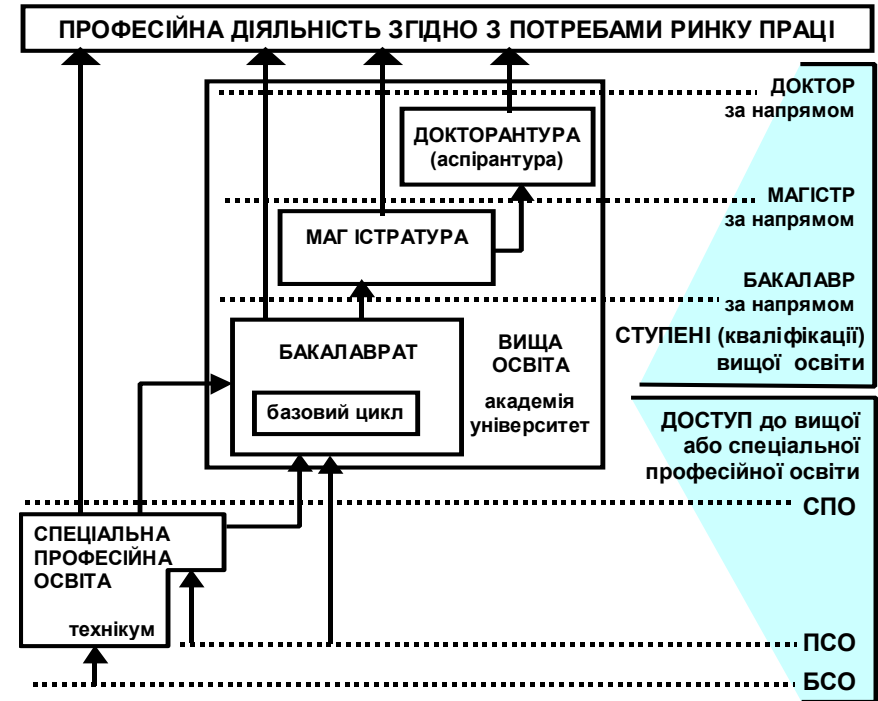 ПРОФЕСІЙНА ДІЯЛЬНІСТЬ ЗГІДНО З ПОТРЕБАМИ РИНКУ ПРАЦІ
ДОКТОР
за напрямом
ДОКТОРАНТУРА
(аспірантура)
МАГІСТР
за напрямом
МАГ ІСТРАТУРА
БАКАЛАВР
за напрямом
СТУПЕНІ (кваліфікації)
вищої освіти
БАКАЛАВРАТ
базовий цикл
ВИЩА
ОСВІТА
академія
університет
ДОСТУП до вищої
або спеціальної
професійної освіти
СПО
СПЕЦІАЛЬНА
ПРОФЕСІЙНА
ОСВІТА
технікум
ПСО
БСО